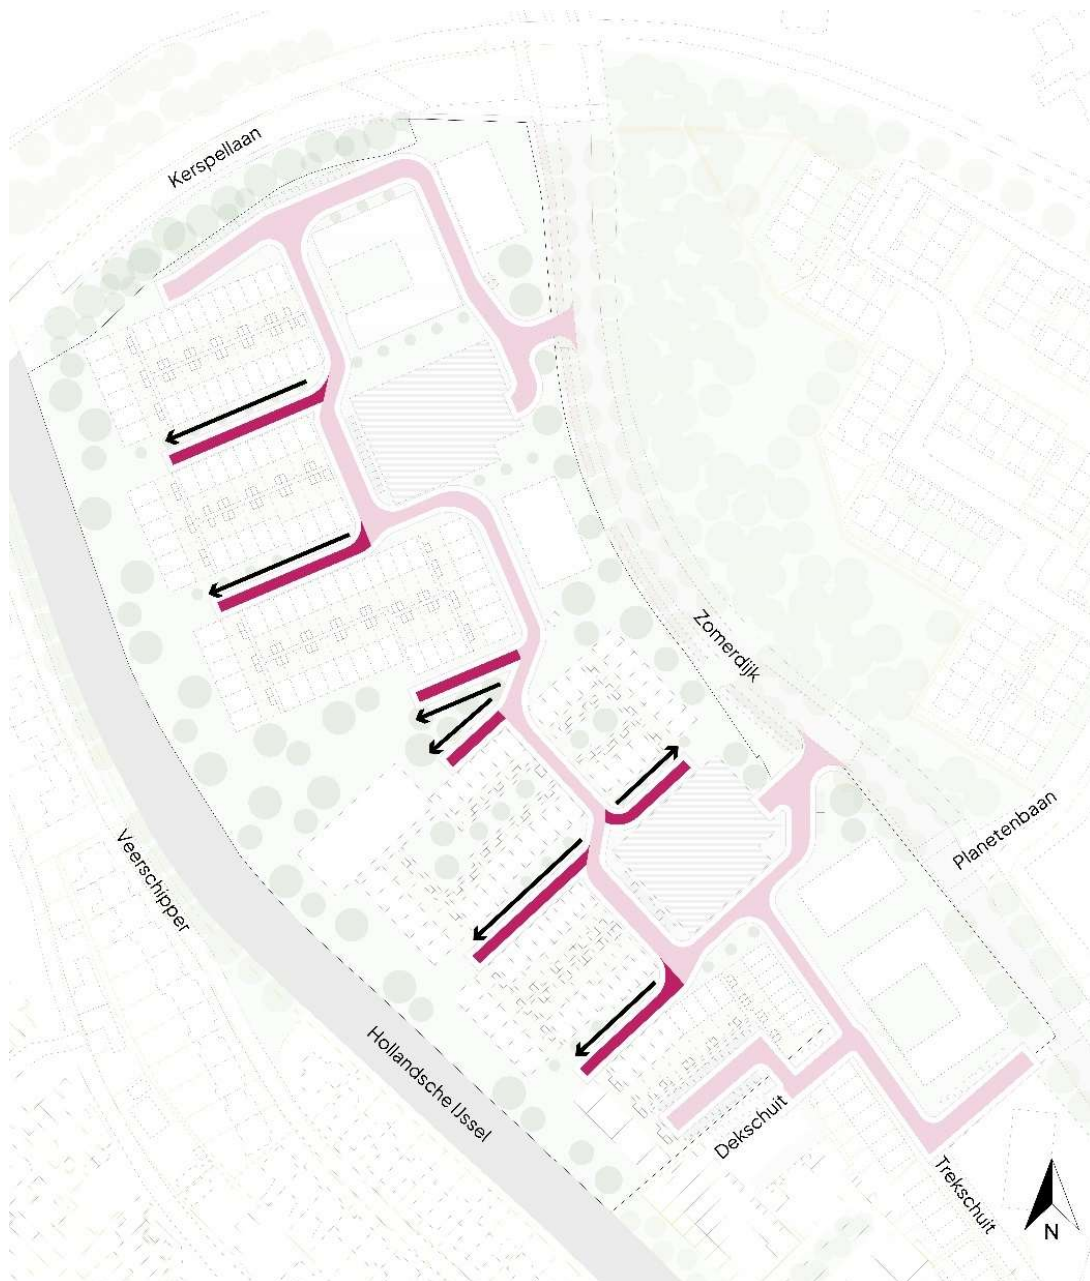 Kerspellaan
Zomerdijk
Planetenbaan
Veerschipper
Hollandsche IJssel
Dekschuit
Trekschuit
N